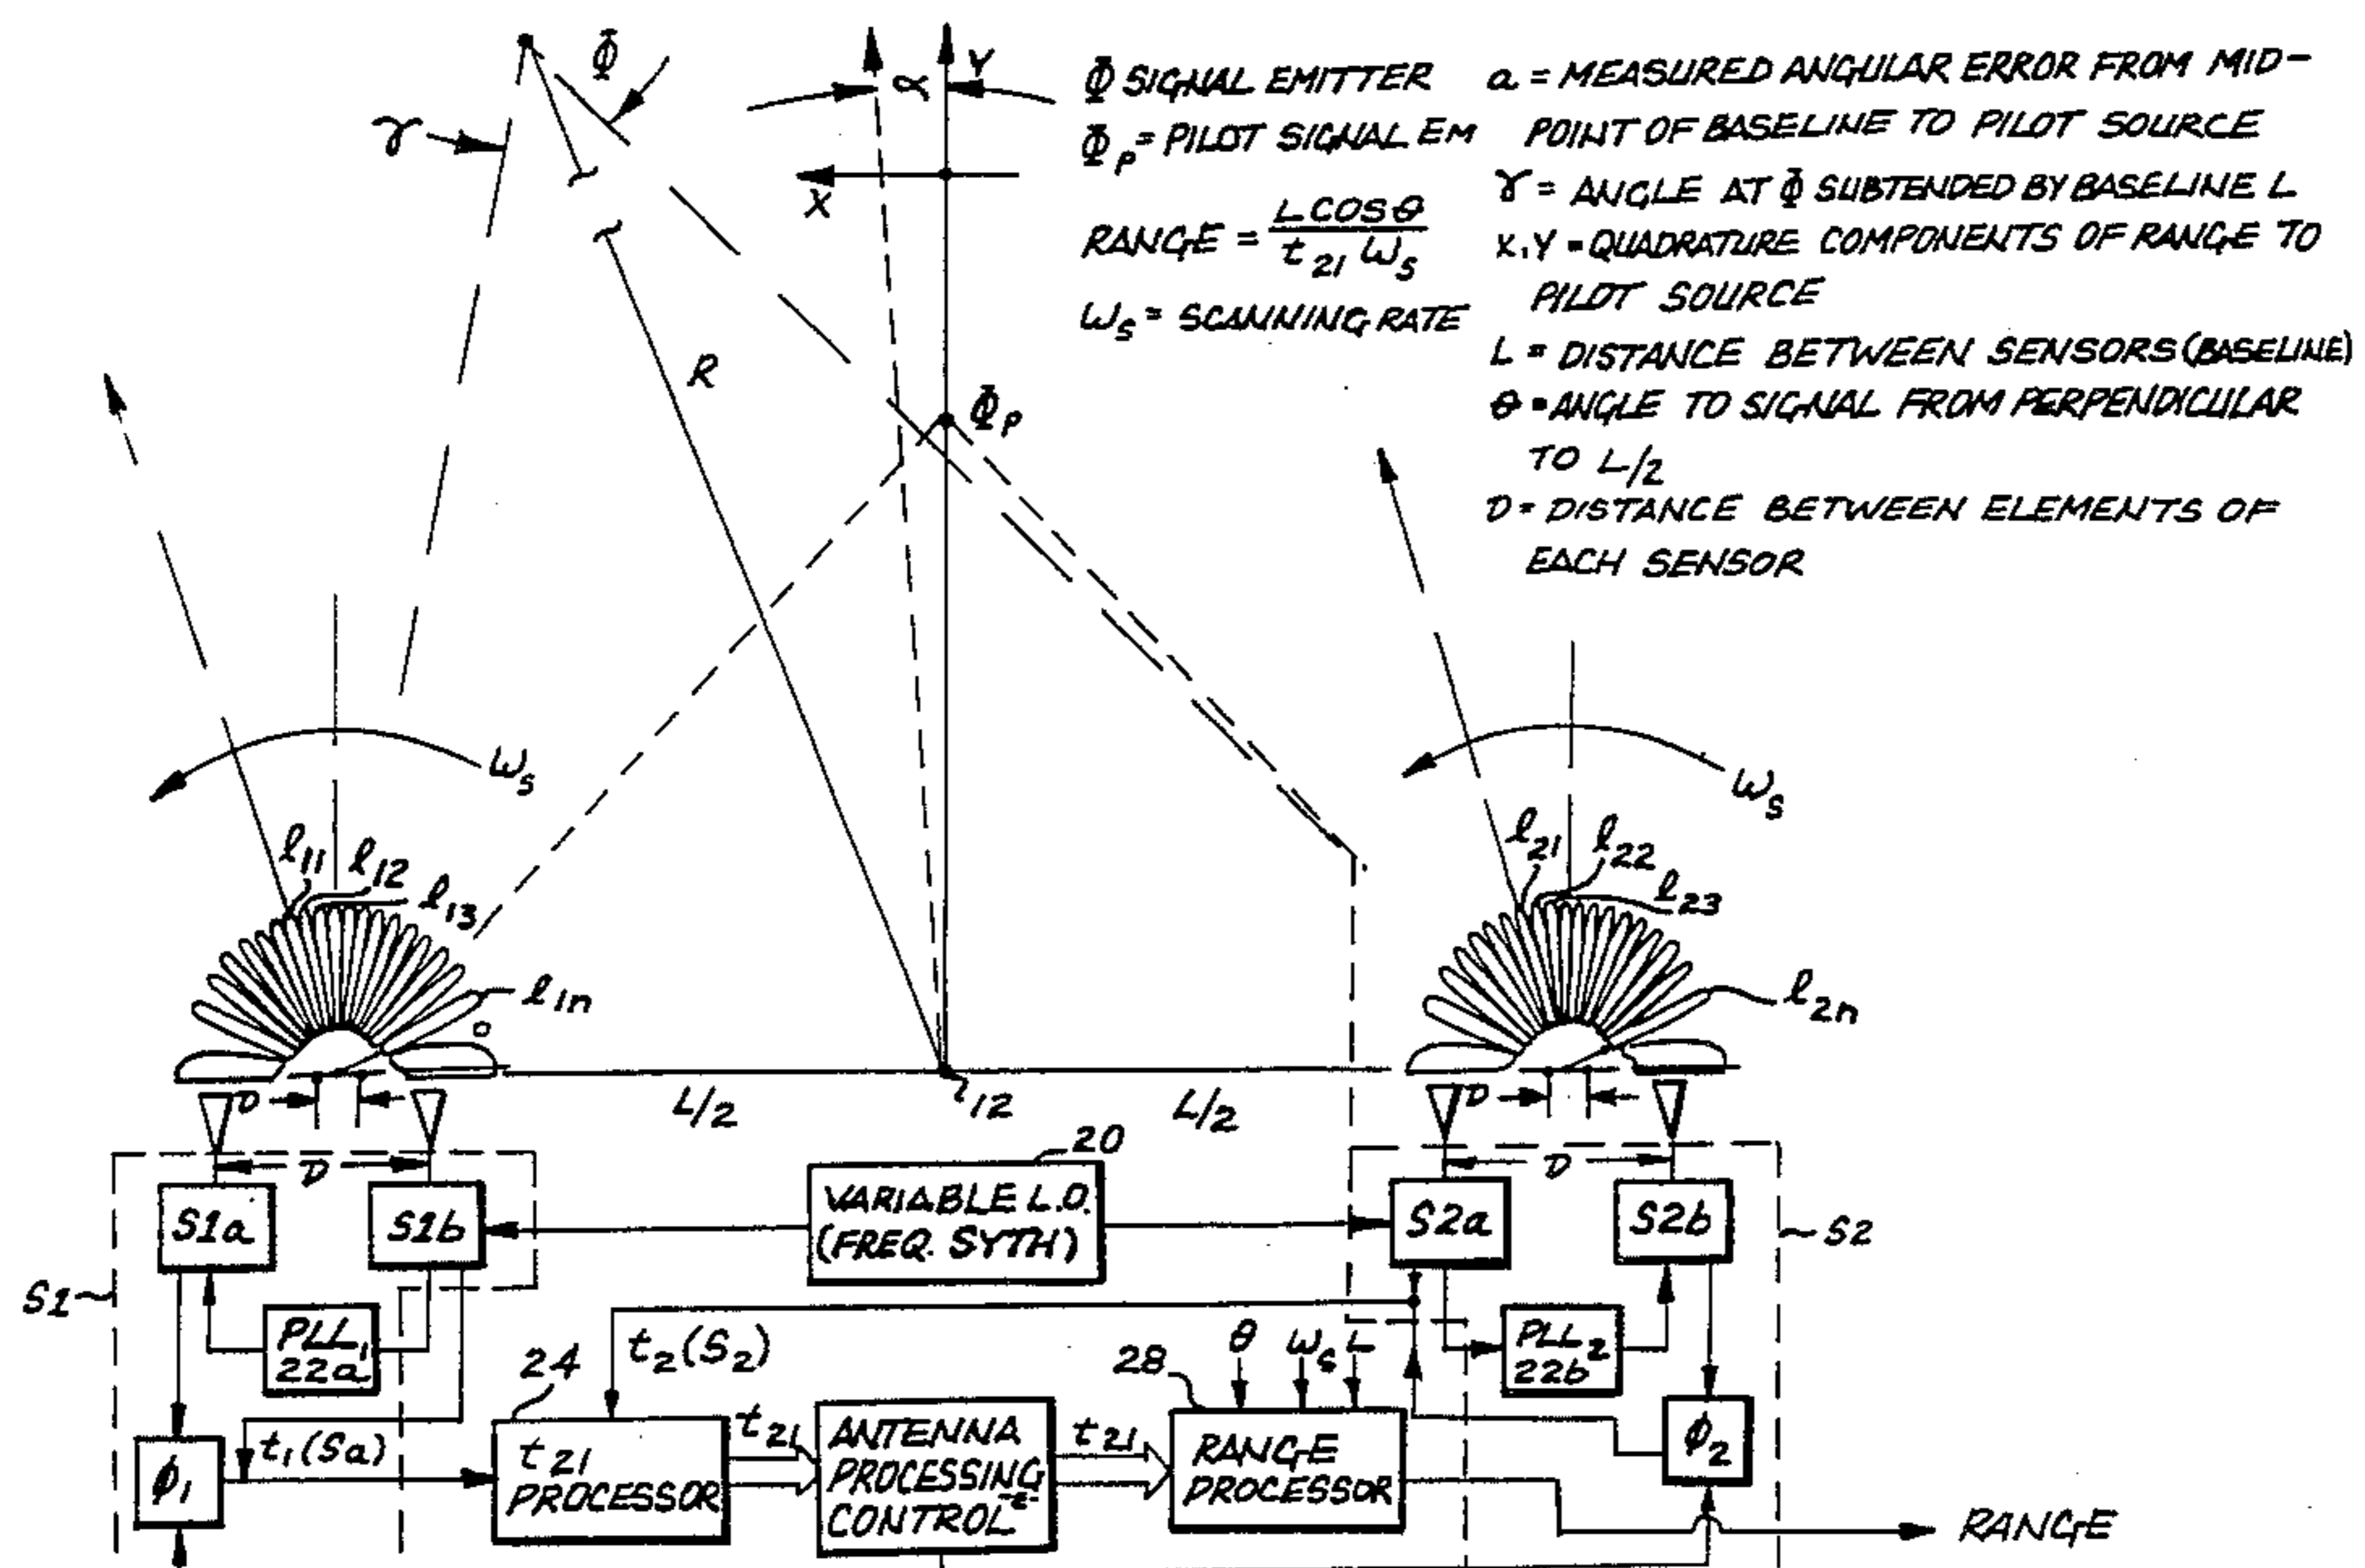 Φ
γ
α
Y
X
Φ SIGNAL EMITTER
Φp = PILOT SIGNAL EM
RANGE = L COS θ / t21 ωs
ωs = SCANNING RATE
a = MEASURED ANGULAR ERROR FROM MID-
POINT OF BASELINE TO PILOT SOURCE
γ = ANGLE AT Φ SUBTENDED BY BASELINE L
X,Y = QUADRATURE COMPONENTS OF RANGE TO
PILOT SOURCE
L = DISTANCE BETWEEN SENSORS (BASELINE)
θ = ANGLE TO SIGNAL FROM PERPENDICULAR
TO L/2
D = DISTANCE BETWEEN ELEMENTS OF
EACH SENSOR
R
Φp
ωs
ωs
l11
l12
l13
l1n
l21
l22
l23
l2n
D
L/2
12
L/2
D
D
20
D
S1a
S1b
VARIABLE L.O.
(FREQ. SYTH)
S2a
S2b
S2
S1
PLL1
22a
24
t2(S2)
28
θ
ωs
L
PLL2
22b
ϕ1
t1(Sa)
t21
PROCESSOR
t21
ANTENNA
PROCESSING
CONTROL
t21
RANGE
PROCESSOR
ϕ2
RANGE